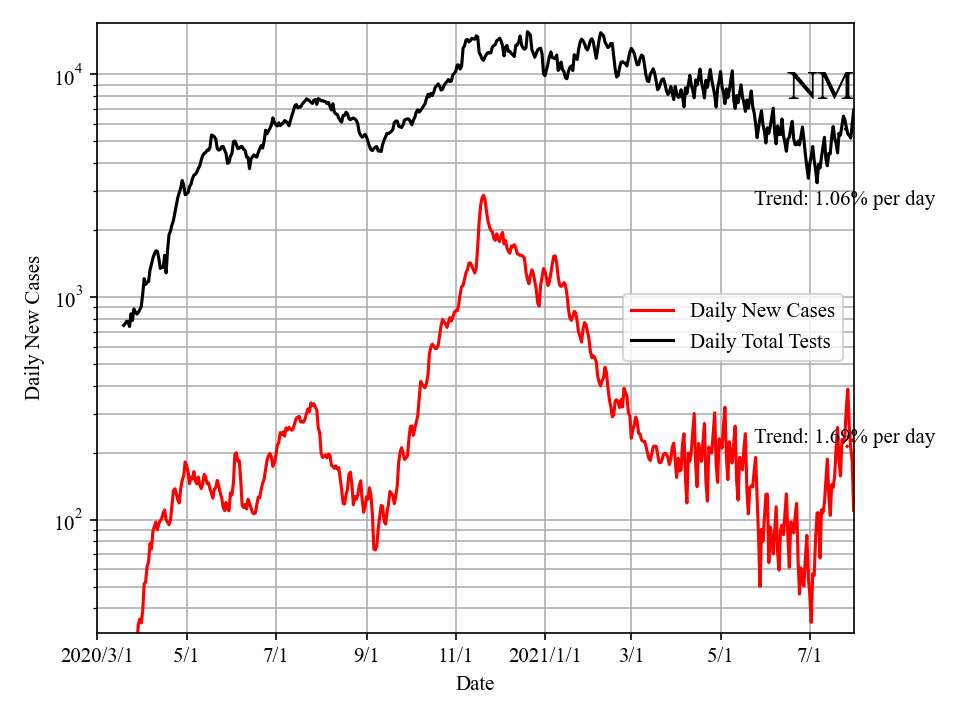 NM
10^4
Trend: 1.06% per day
10^3
Daily New Cases
Daily Total Tests
Daily New Cases
Trend: 1.69% per day
10^2
2020/3/1 5/1 7/1 9/1 11/1 2021/1/1 3/1 5/1 7/1
Date